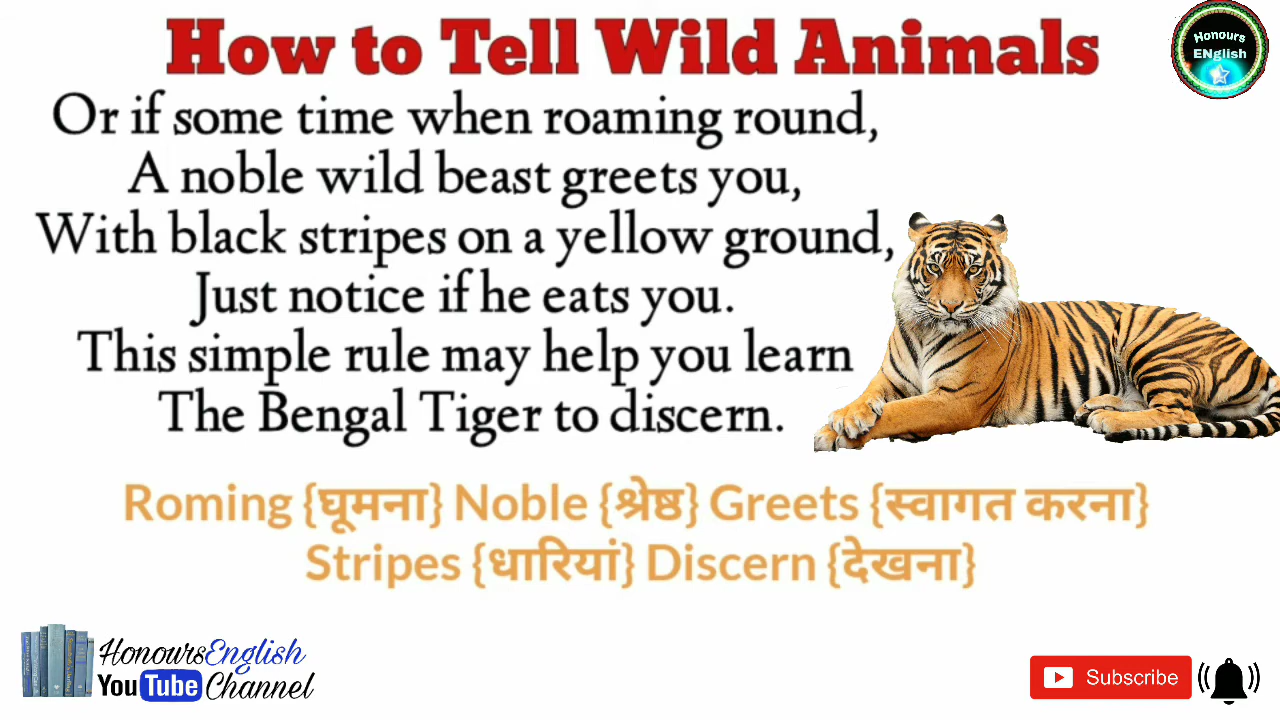 How to Tell Wild Animals
Honours
ENglish
Or if some time when roaming round,
A noble wild beast greets you,
With black stripes on a yellow ground,
Just notice if he eats you.
This simple rule may help you learn
The Bengal Tiger to discern.
Roming {घूमना} Noble {श्रेष्ठ} Greets {स्वागत करना}
Stripes {धारियां} Discern {देखना}
HonoursEnglish
YouTube Channel
Subscribe